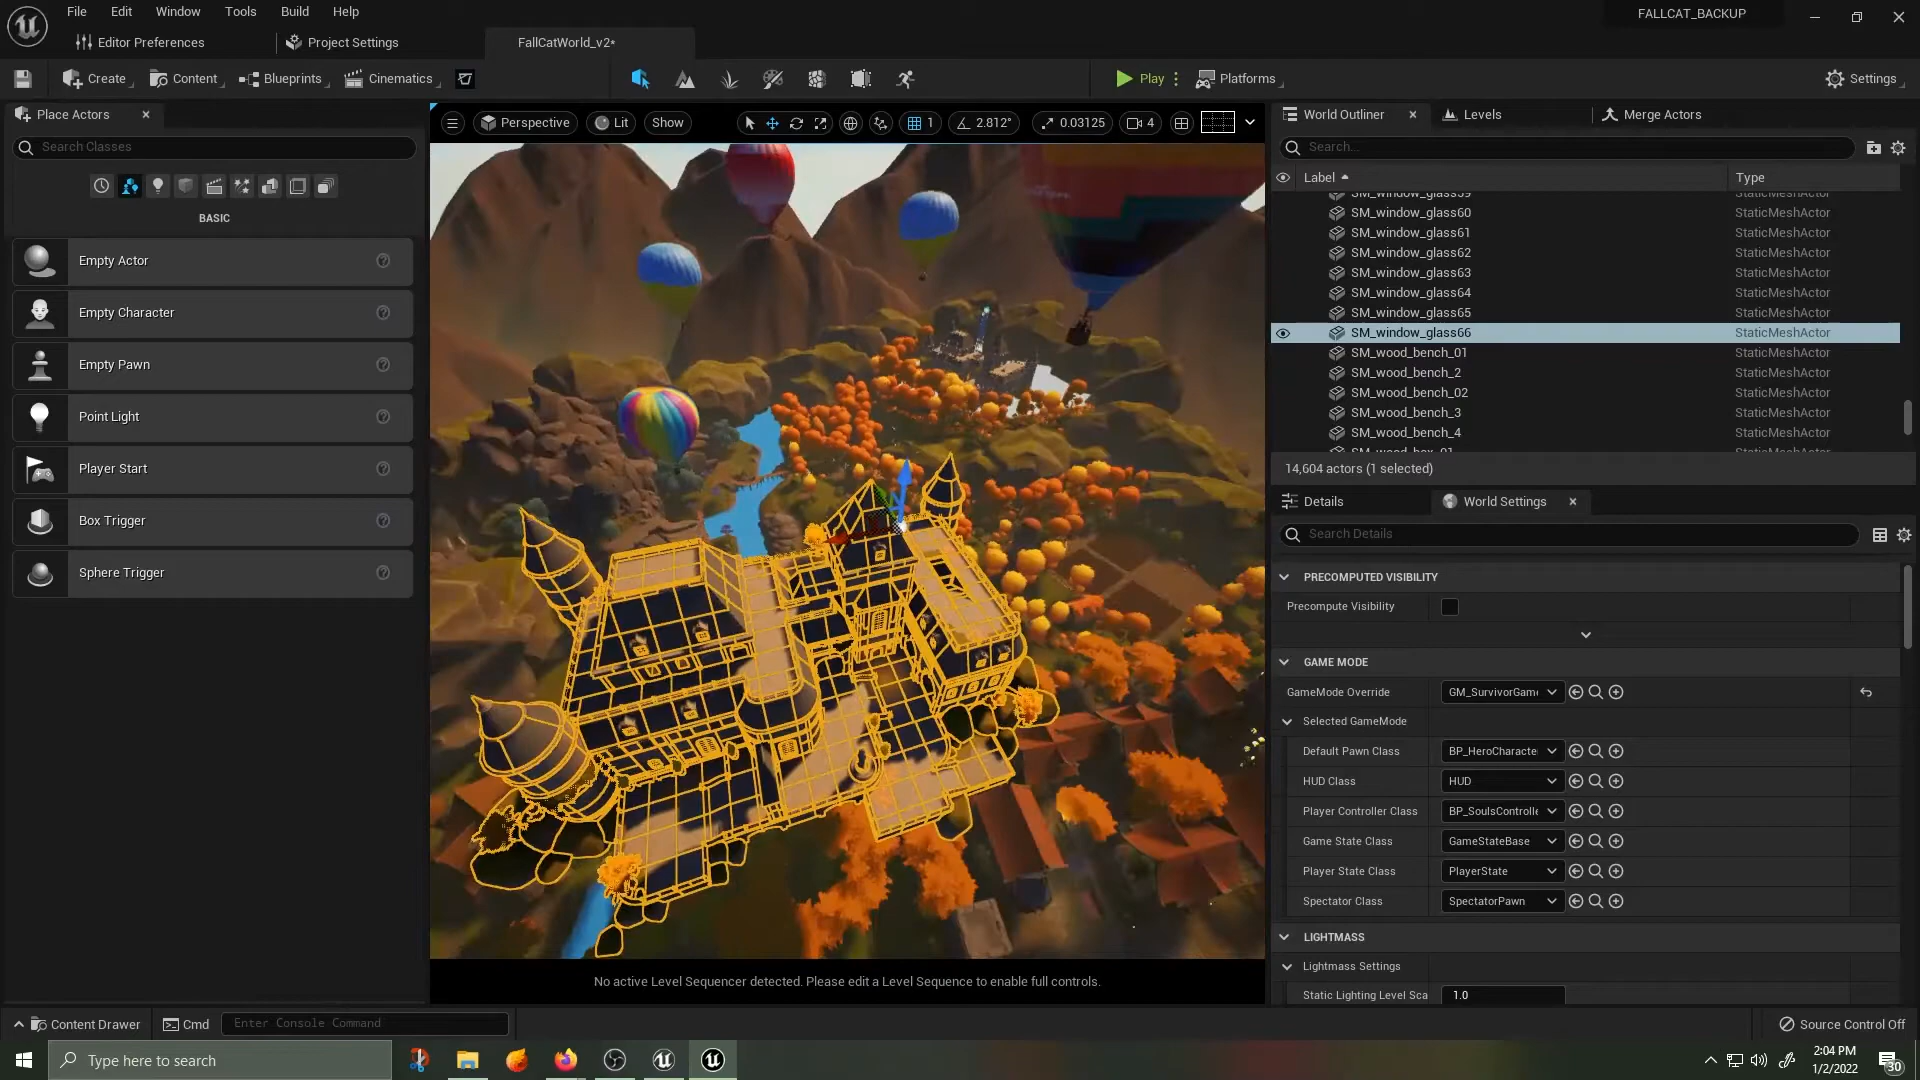 File Edit Window Tools Build Help
FALLCAT_BACKUP
Editor Preferences Project Settings FallCatWorld_v2*
Create Content Blueprints Cinematics Play Platforms Settings
Place Actors
Search Classes
BASIC
Empty Actor
Empty Character
Empty Pawn
Point Light
Player Start
Box Trigger
Sphere Trigger
Perspective Lit Show 1 2.812° 0.03125 4
No active Level Sequencer detected. Please edit a Level Sequence to enable full controls.
World Outliner Levels Merge Actors
Search...
Label Type
SM_window_glass59 StaticMeshActor
SM_window_glass60 StaticMeshActor
SM_window_glass61 StaticMeshActor
SM_window_glass62 StaticMeshActor
SM_window_glass63 StaticMeshActor
SM_window_glass64 StaticMeshActor
SM_window_glass65 StaticMeshActor
SM_window_glass66 StaticMeshActor
SM_wood_bench_01 StaticMeshActor
SM_wood_bench_2 StaticMeshActor
SM_wood_bench_02 StaticMeshActor
SM_wood_bench_3 StaticMeshActor
SM_wood_bench_4 StaticMeshActor
SM_wood_box_01 StaticMeshActor
14,604 actors (1 selected)
Details World Settings
Search Details
PRECOMPUTED VISIBILITY
Precompute Visibility
GAME MODE
GameMode Override GM_SurvivorGam
Selected GameMode
Default Pawn Class BP_HeroCharacte
HUD Class HUD
Player Controller Class BP_SoulsControlle
Game State Class GameStateBase
Player State Class PlayerState
Spectator Class SpectatorPawn
LIGHTMASS
Lightmass Settings
Static Lighting Level Sca 1.0
Content Drawer Cmd Enter Console Command Source Control Off
Type here to search
2:04 PM
1/2/2022
30